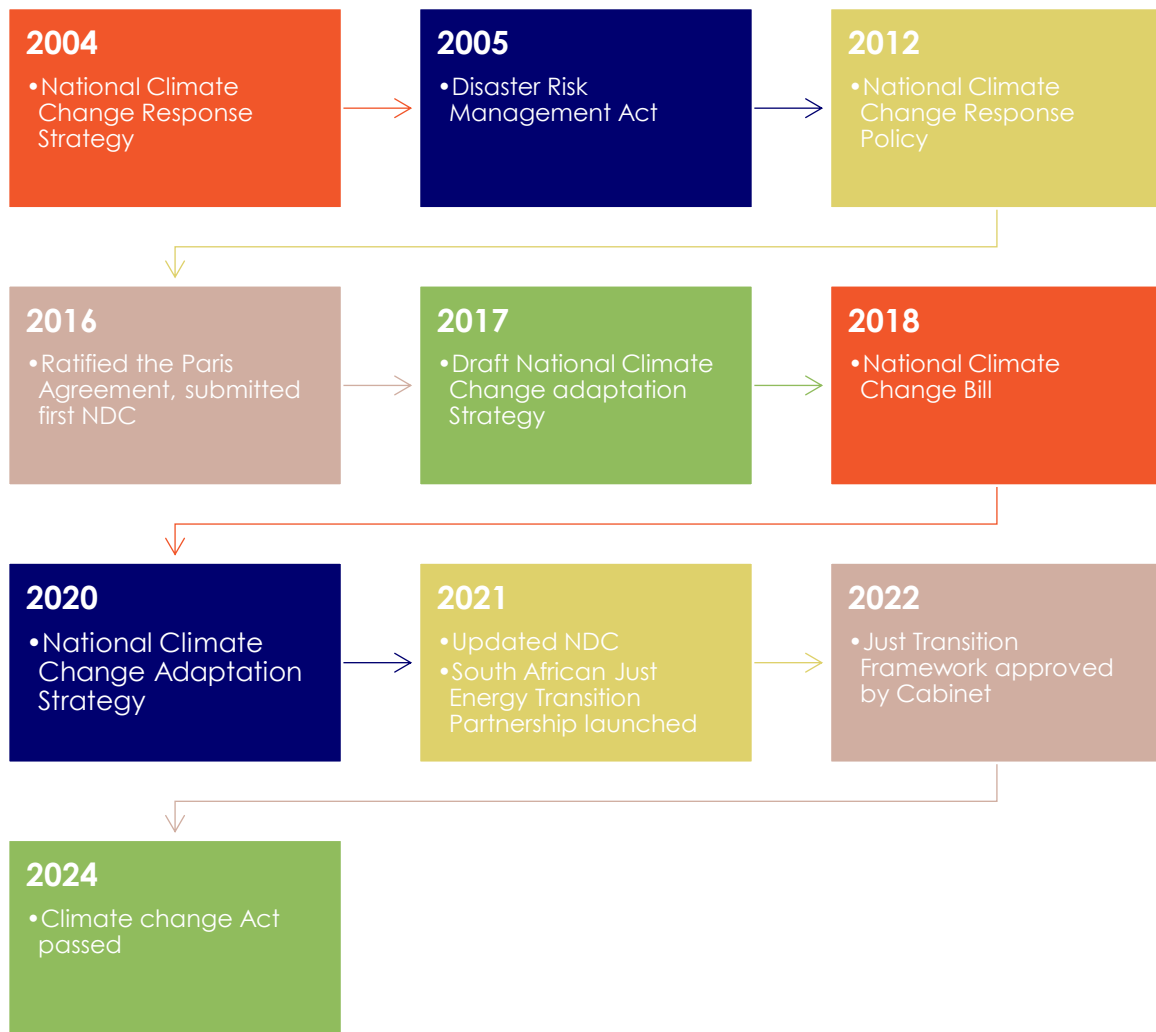 2004
•National Climate
Change Response
Strategy
2005
•Disaster Risk
Management Act
2012
•National Climate
Change Response
Policy
2016
•Ratified the Paris
Agreement, submitted
first NDC
2017
•Draft National Climate
Change adaptation
Strategy
2018
•National Climate
Change Bill
2020
•National Climate
Change Adaptation
Strategy
2021
•Updated NDC
•South African Just
Energy Transition
Partnership launched
2022
•Just Transition
Framework approved
by Cabinet
2024
•Climate change Act
passed